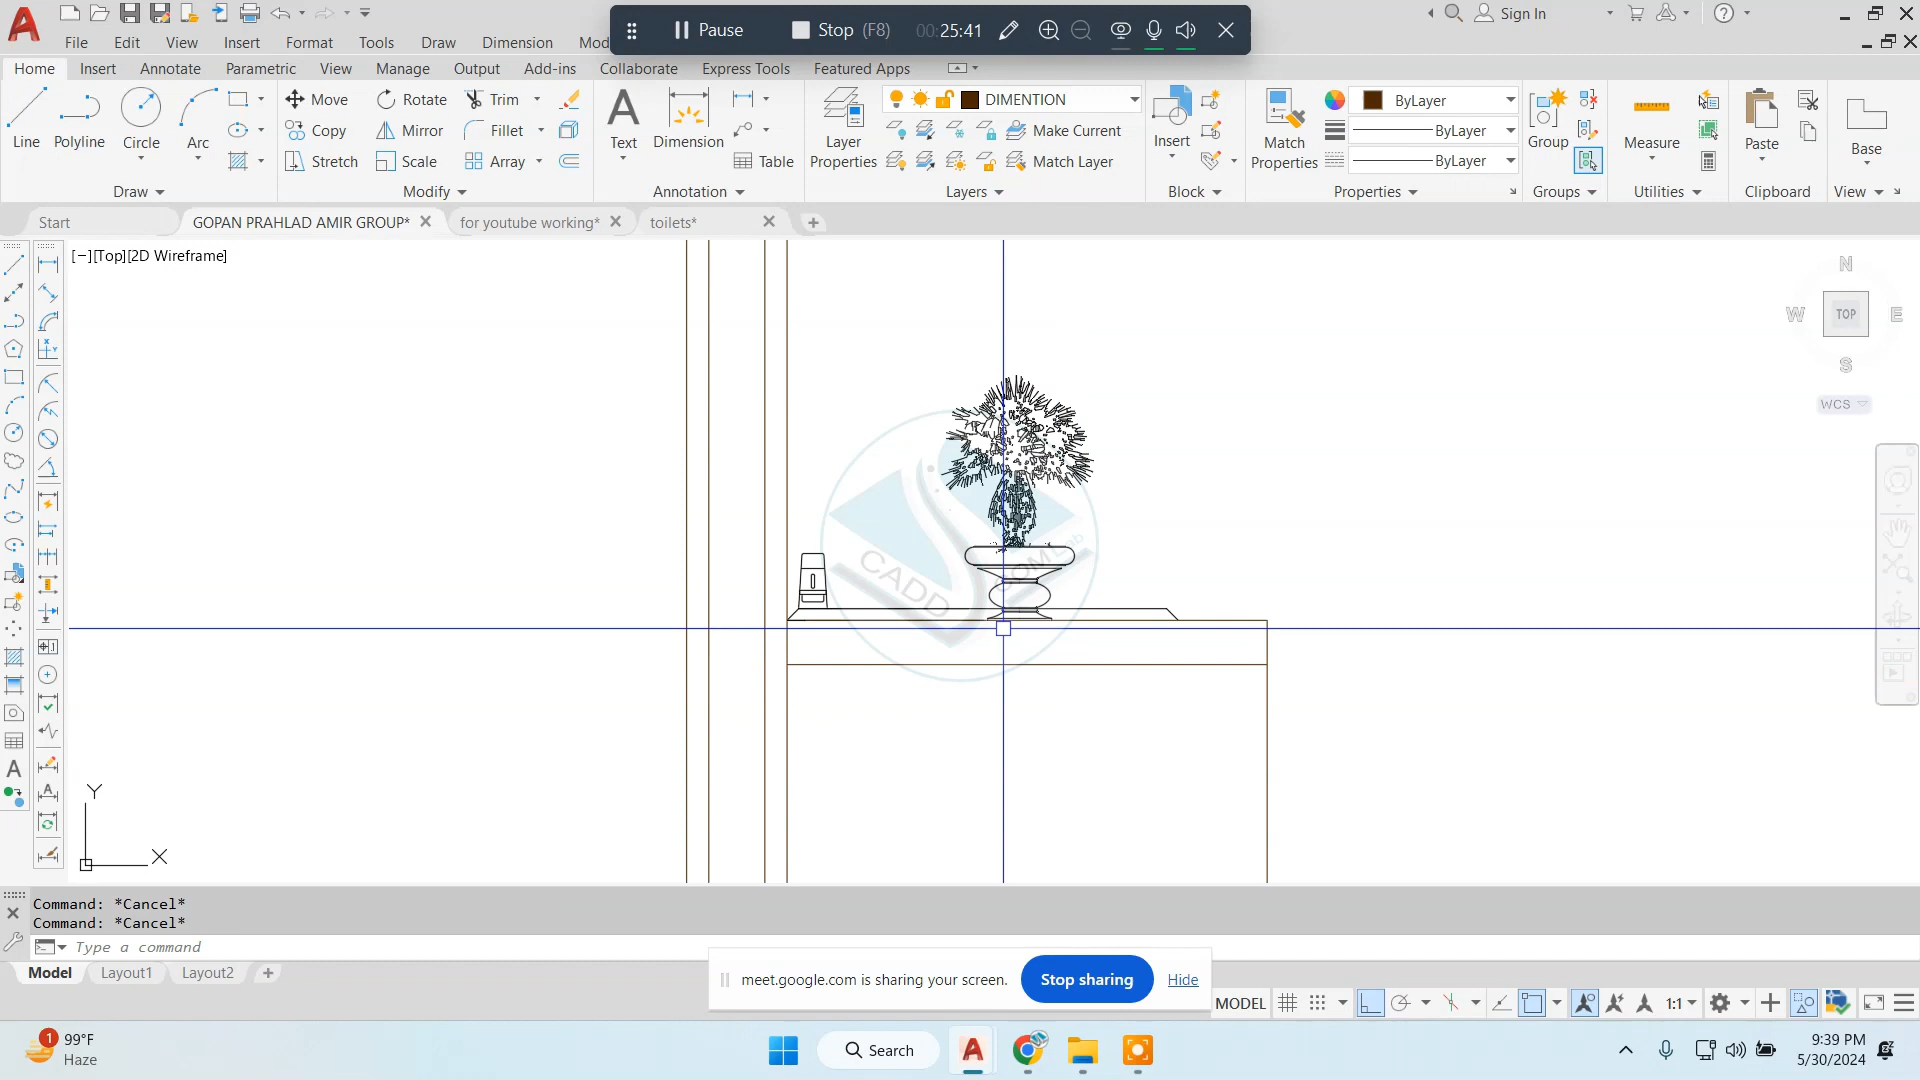 Pause
Stop (F8)
00:25:41
Sign In
File Edit View Insert Format Tools Draw Dimension
Home Insert Annotate Parametric View Manage Output Add-ins Collaborate Express Tools Featured Apps
Line
Polyline
Circle
Arc
Draw
Move
Rotate
Trim
Copy
Mirror
Fillet
Stretch
Scale
Array
Modify
Text
Dimension
Table
Annotation
Layer
Properties
DIMENTION
Make Current
Match Layer
Layers
Insert
Block
Match
Properties
ByLayer
ByLayer
ByLayer
Properties
Group
Groups
Measure
Utilities
Paste
Clipboard
Base
View
Start
GOPAN PRAHLAD AMIR GROUP*
for youtube working*
toilets*
[−][Top][2D Wireframe]
N
W
TOP
E
S
WCS
CADD
COM Lab
Y
X
Command: *Cancel*
Command: *Cancel*
Type a command
Model
Layout1
Layout2
meet.google.com is sharing your screen.
Stop sharing
Hide
MODEL
1:1
1
99°F
Haze
Search
9:39 PM
5/30/2024